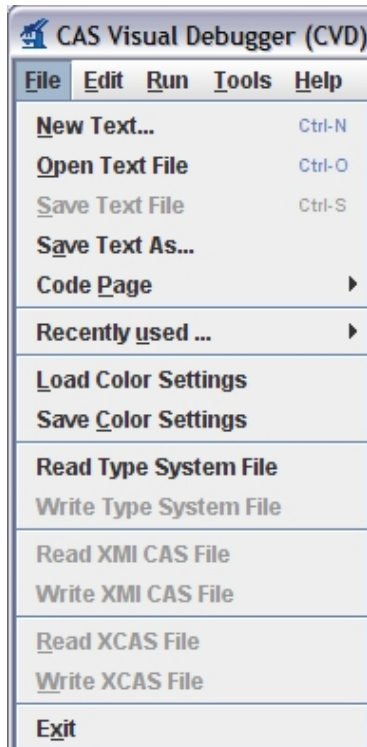 CAS Visual Debugger (CVD)
File Edit Run Tools Help
New Text... Ctrl-N
Open Text File Ctrl-O
Save Text File Ctrl-S
Save Text As...
Code Page
Recently used ...
Load Color Settings
Save Color Settings
Read Type System File
Write Type System File
Read XMI CAS File
Write XMI CAS File
Read XCAS File
Write XCAS File
Exit